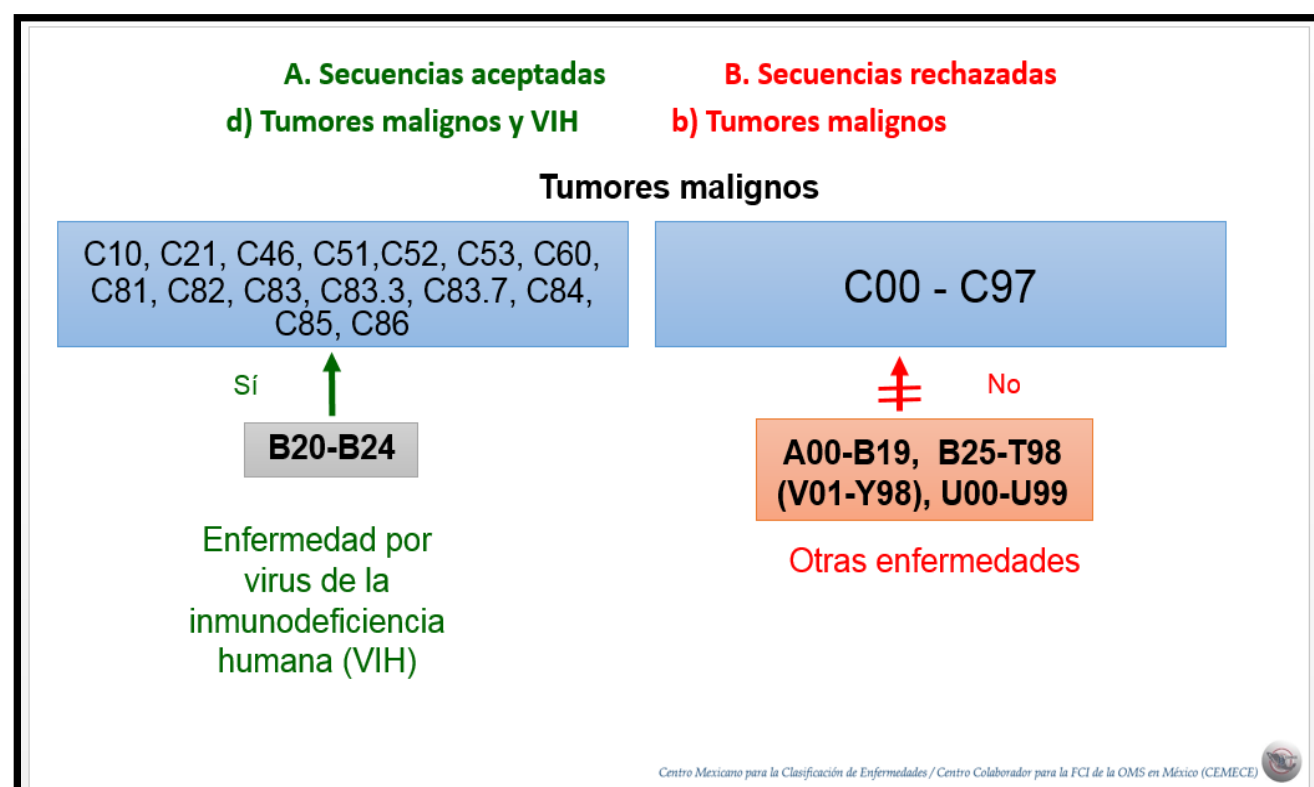 A. Secuencias aceptadas
d) Tumores malignos y VIH
B. Secuencias rechazadas
b) Tumores malignos
Tumores malignos
C10, C21, C46, C51,C52, C53, C60,
C81, C82, C83, C83.3, C83.7, C84,
C85, C86
Sí
B20-B24
Enfermedad por
virus de la
inmunodeficiencia
humana (VIH)
C00 - C97
No
A00-B19, B25-T98
(V01-Y98), U00-U99
Otras enfermedades
Centro Mexicano para la Clasificación de Enfermedades / Centro Colaborador para la FCI de la OMS en México (CEMECE)